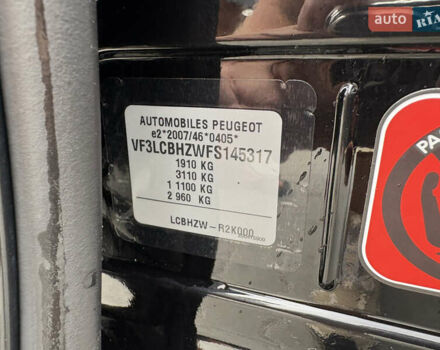 auto RIA
AUTOMOBILES PEUGEOT
e2*2007/46*0405*
VF3LCBHZWFS145317
1910 KG
3110 KG
1 1100 KG
2 960 KG
LCBHZW-R2K000
PA